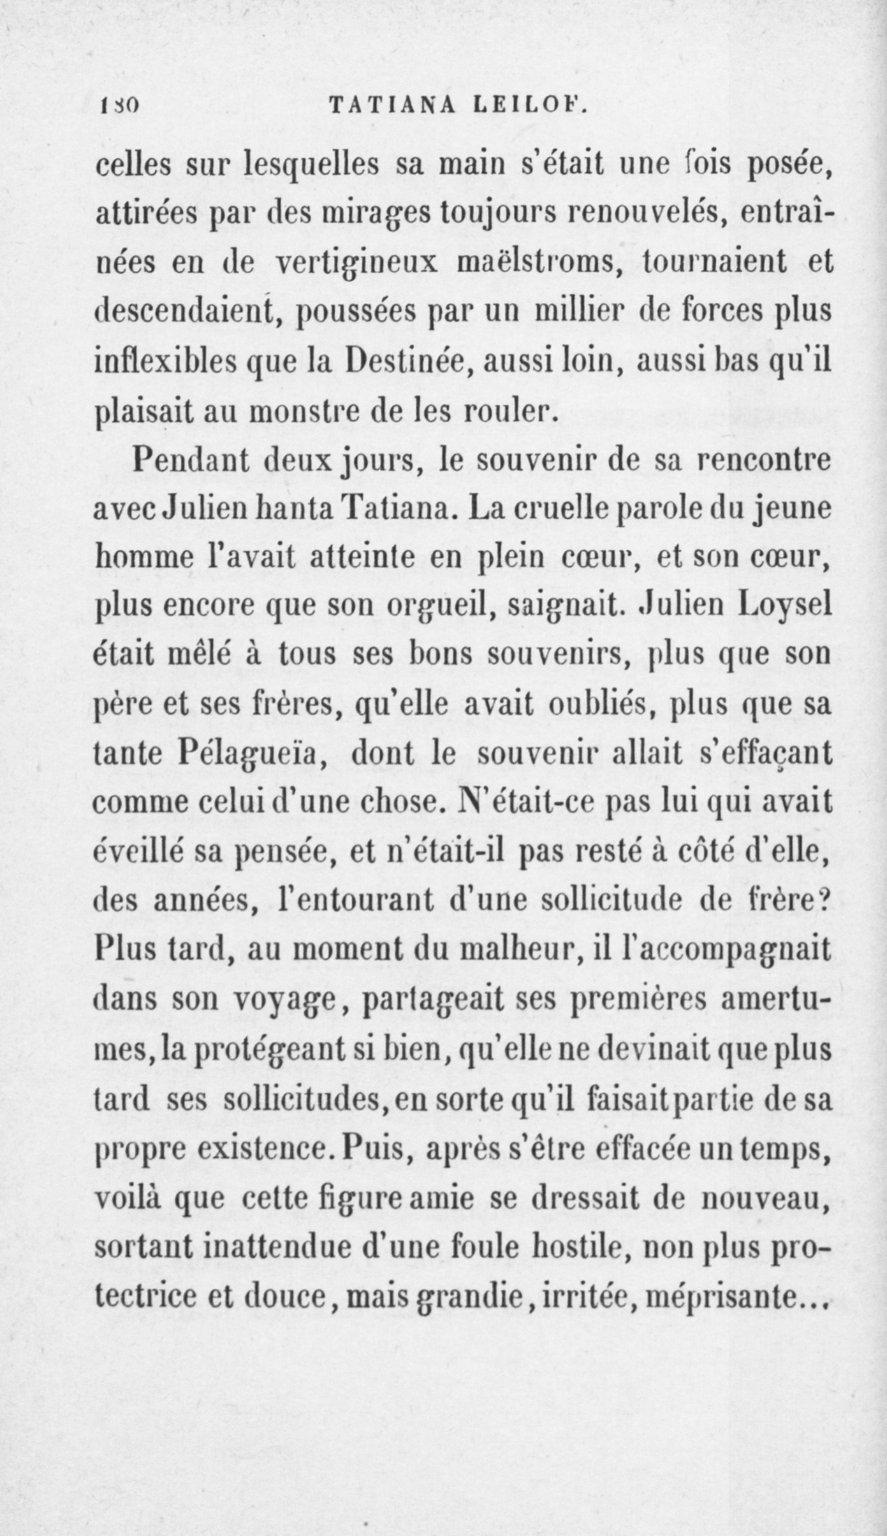 180 TATIANA LEILOF.
celles sur lesquelles sa main s'était une fois posée,
attirées par des mirages toujours renouvelés, entraî-
nées en de vertigineux maëlstroms, tournaient et
descendaient, poussées par un millier de forces plus
inflexibles que la Destinée, aussi loin, aussi bas qu'il
plaisait au monstre de les rouler.
Pendant deux jours, le souvenir de sa rencontre
avec Julien hanta Tatiana. La cruelle parole du jeune
homme l'avait atteinte en plein cœur, et son cœur,
plus encore que son orgueil, saignait. Julien Loysel
était mêlé à tous ses bons souvenirs, plus que son
père et ses frères, qu'elle avait oubliés, plus que sa
tante Pélagueïa, dont le souvenir allait s'effaçant
comme celui d'une chose. N'était-ce pas lui qui avait
éveillé sa pensée, et n'était-il pas resté à côté d'elle,
des années, l'entourant d'une sollicitude de frère?
Plus tard, au moment du malheur, il l'accompagnait
dans son voyage, partageait ses premières amertu-
mes, la protégeant si bien, qu'elle ne devinait que plus
tard ses sollicitudes, en sorte qu'il faisait partie de sa
propre existence. Puis, après s'être effacée un temps,
voilà que cette figure amie se dressait de nouveau,
sortant inattendue d'une foule hostile, non plus pro-
tectrice et douce, mais grandie, irritée, méprisante...